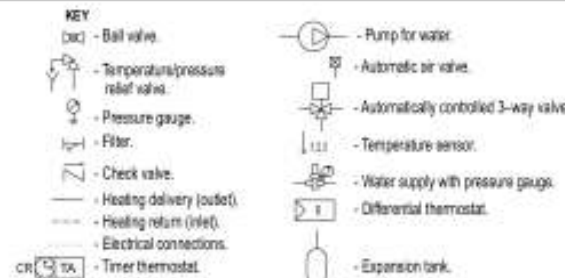 KEY
- Ball valve.
- Temperature/pressure
relief valve.
- Pressure gauge.
- Filter.
- Check valve.
- Heating delivery (outlet).
- Heating return (inlet).
- Electrical connections.
CR TA - Timer thermostat.
- Pump for water.
- Automatic air valve.
- Automatically controlled 3-way valve
- Temperature sensor.
- Water supply with pressure gauge.
- Differential thermostat.
- Expansion tank.